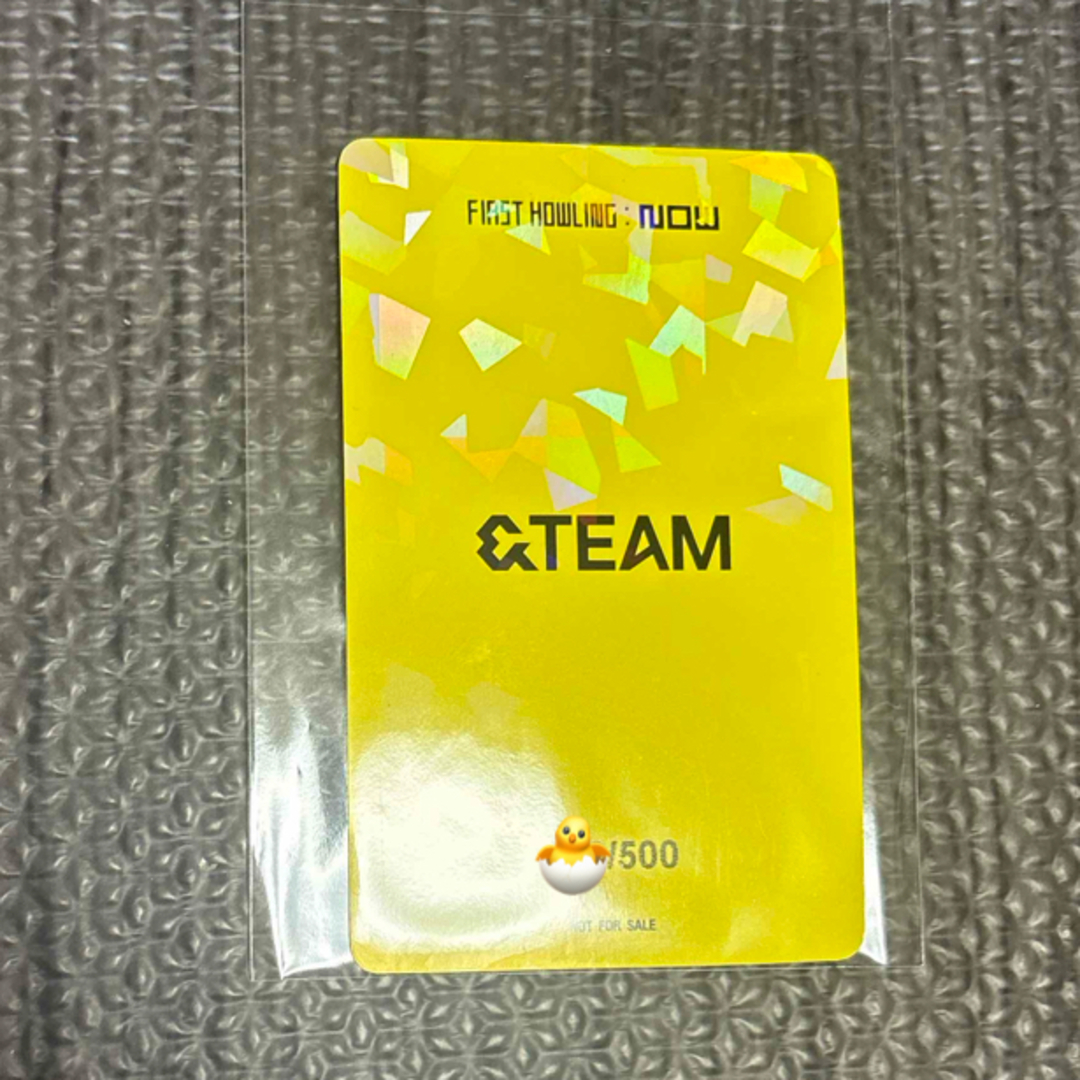 FIRST HOWLING : NOW
&TEAM
/500
NOT FOR SALE